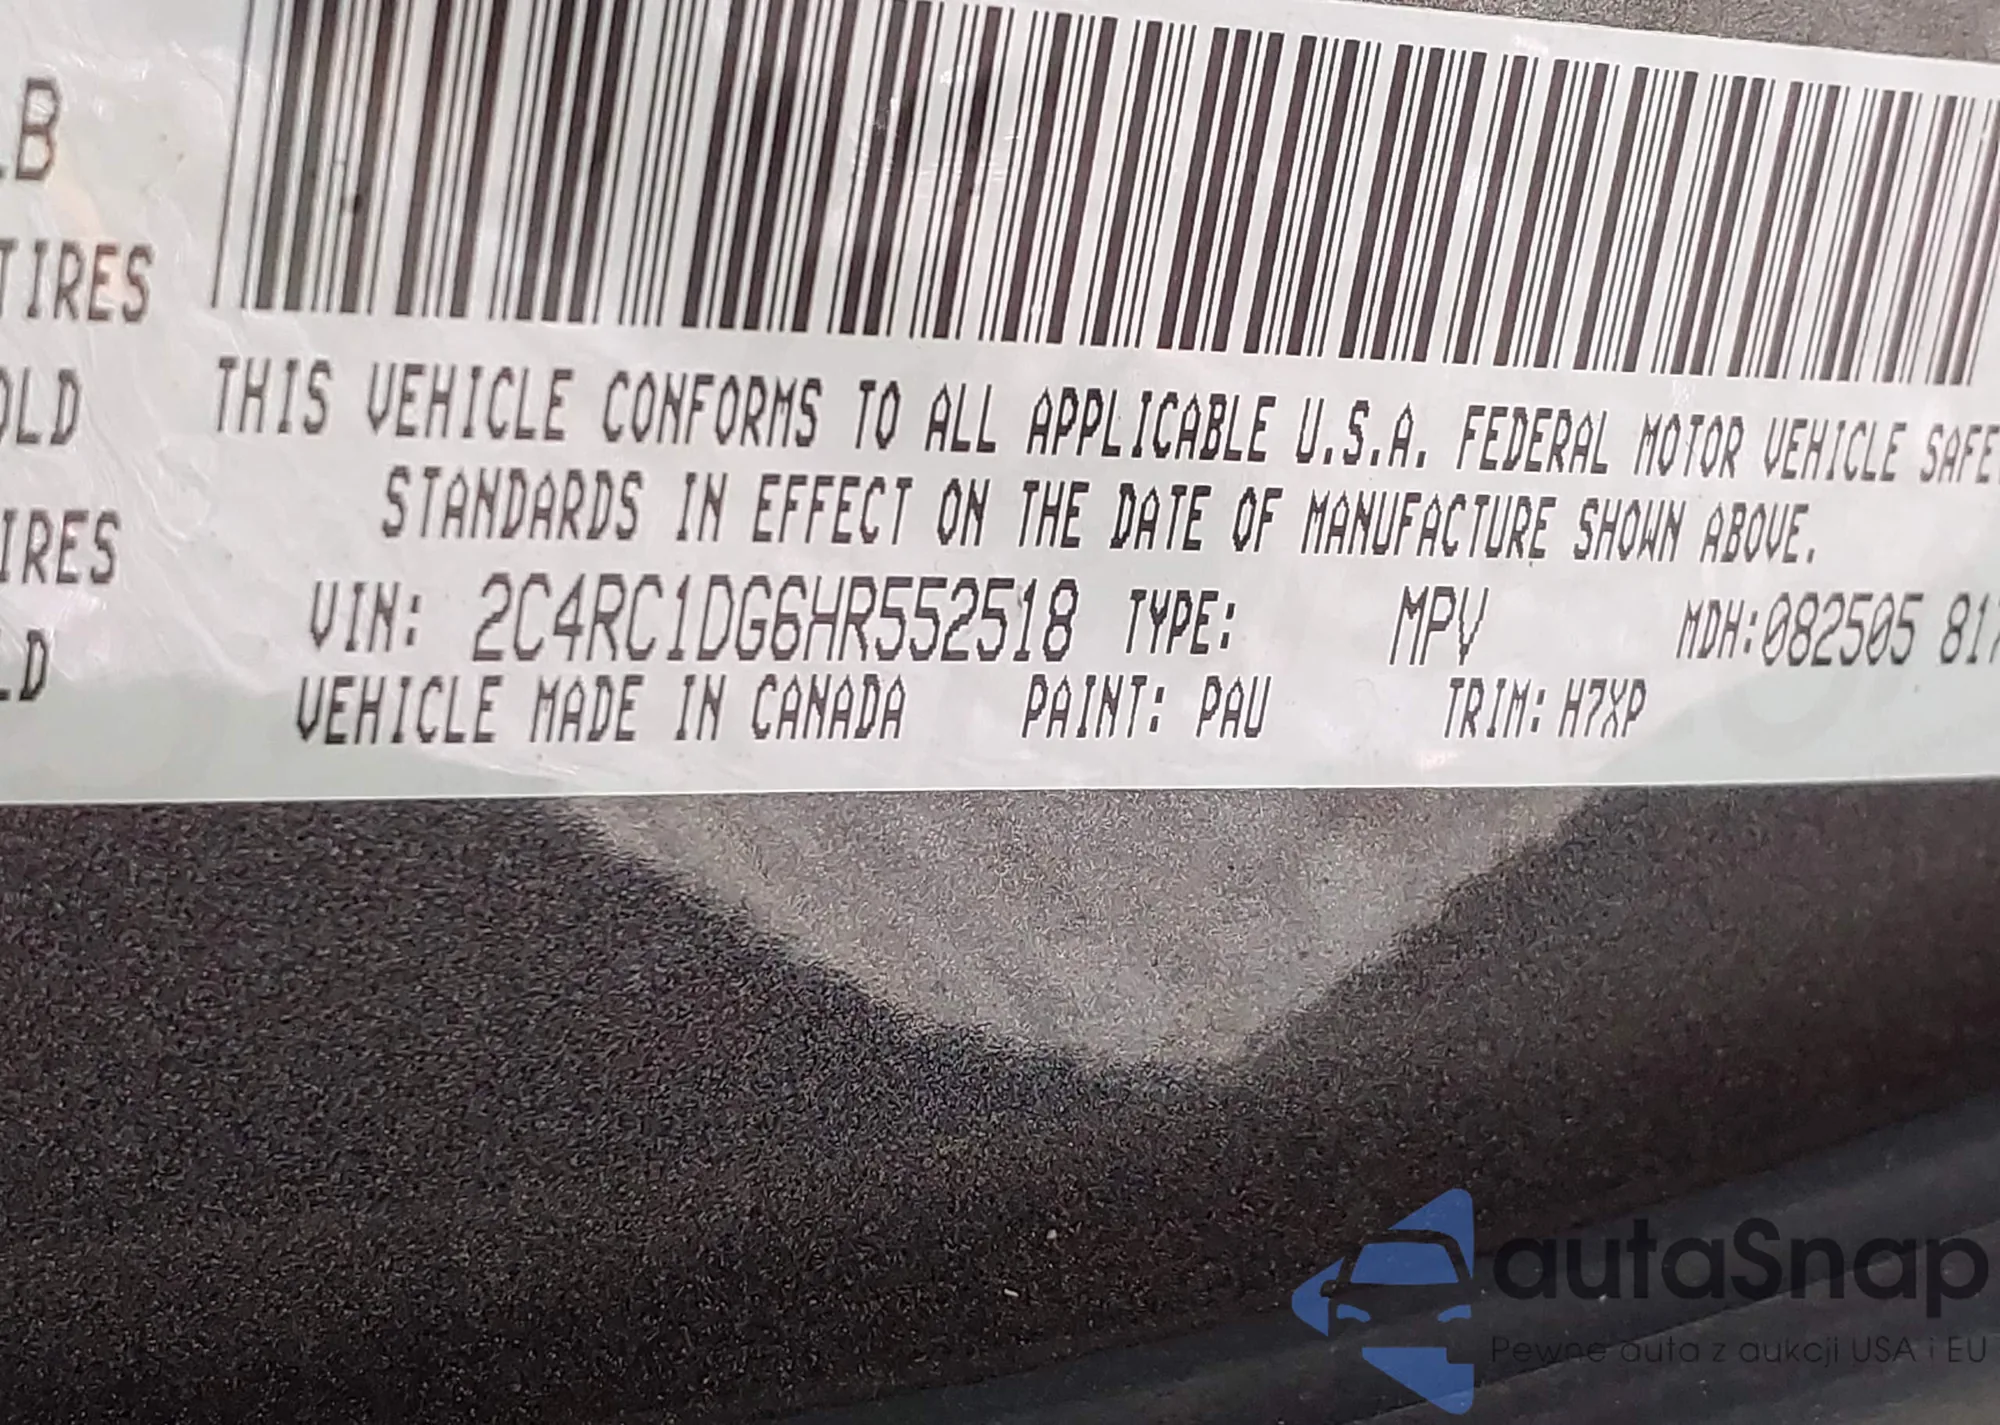 LB
TIRES
OLD
IRES
LD
THIS VEHICLE CONFORMS TO ALL APPLICABLE U.S.A. FEDERAL MOTOR VEHICLE SAFE
STANDARDS IN EFFECT ON THE DATE OF MANUFACTURE SHOWN ABOVE.
VIN: 2C4RC1DG6HR552518 TYPE: MPV MDH:082505 817
VEHICLE MADE IN CANADA PAINT: PAU TRIM: H7XP
autaSnap
Pewne auta z aukcji USA i EU